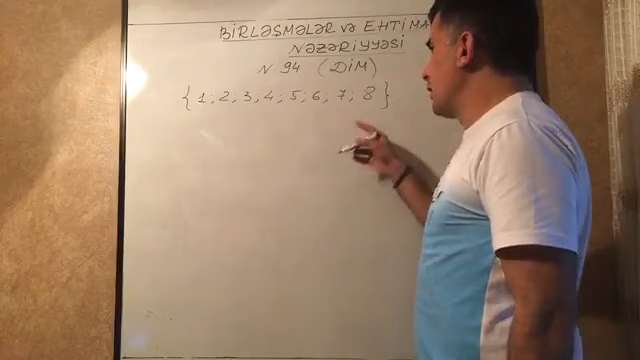 BİRLƏŞMƏLƏR və EHTİMA
NƏZƏRİYYƏSİ
N 94 (DİM)
{1, 2, 3, 4; 5, 6; 7; 8}